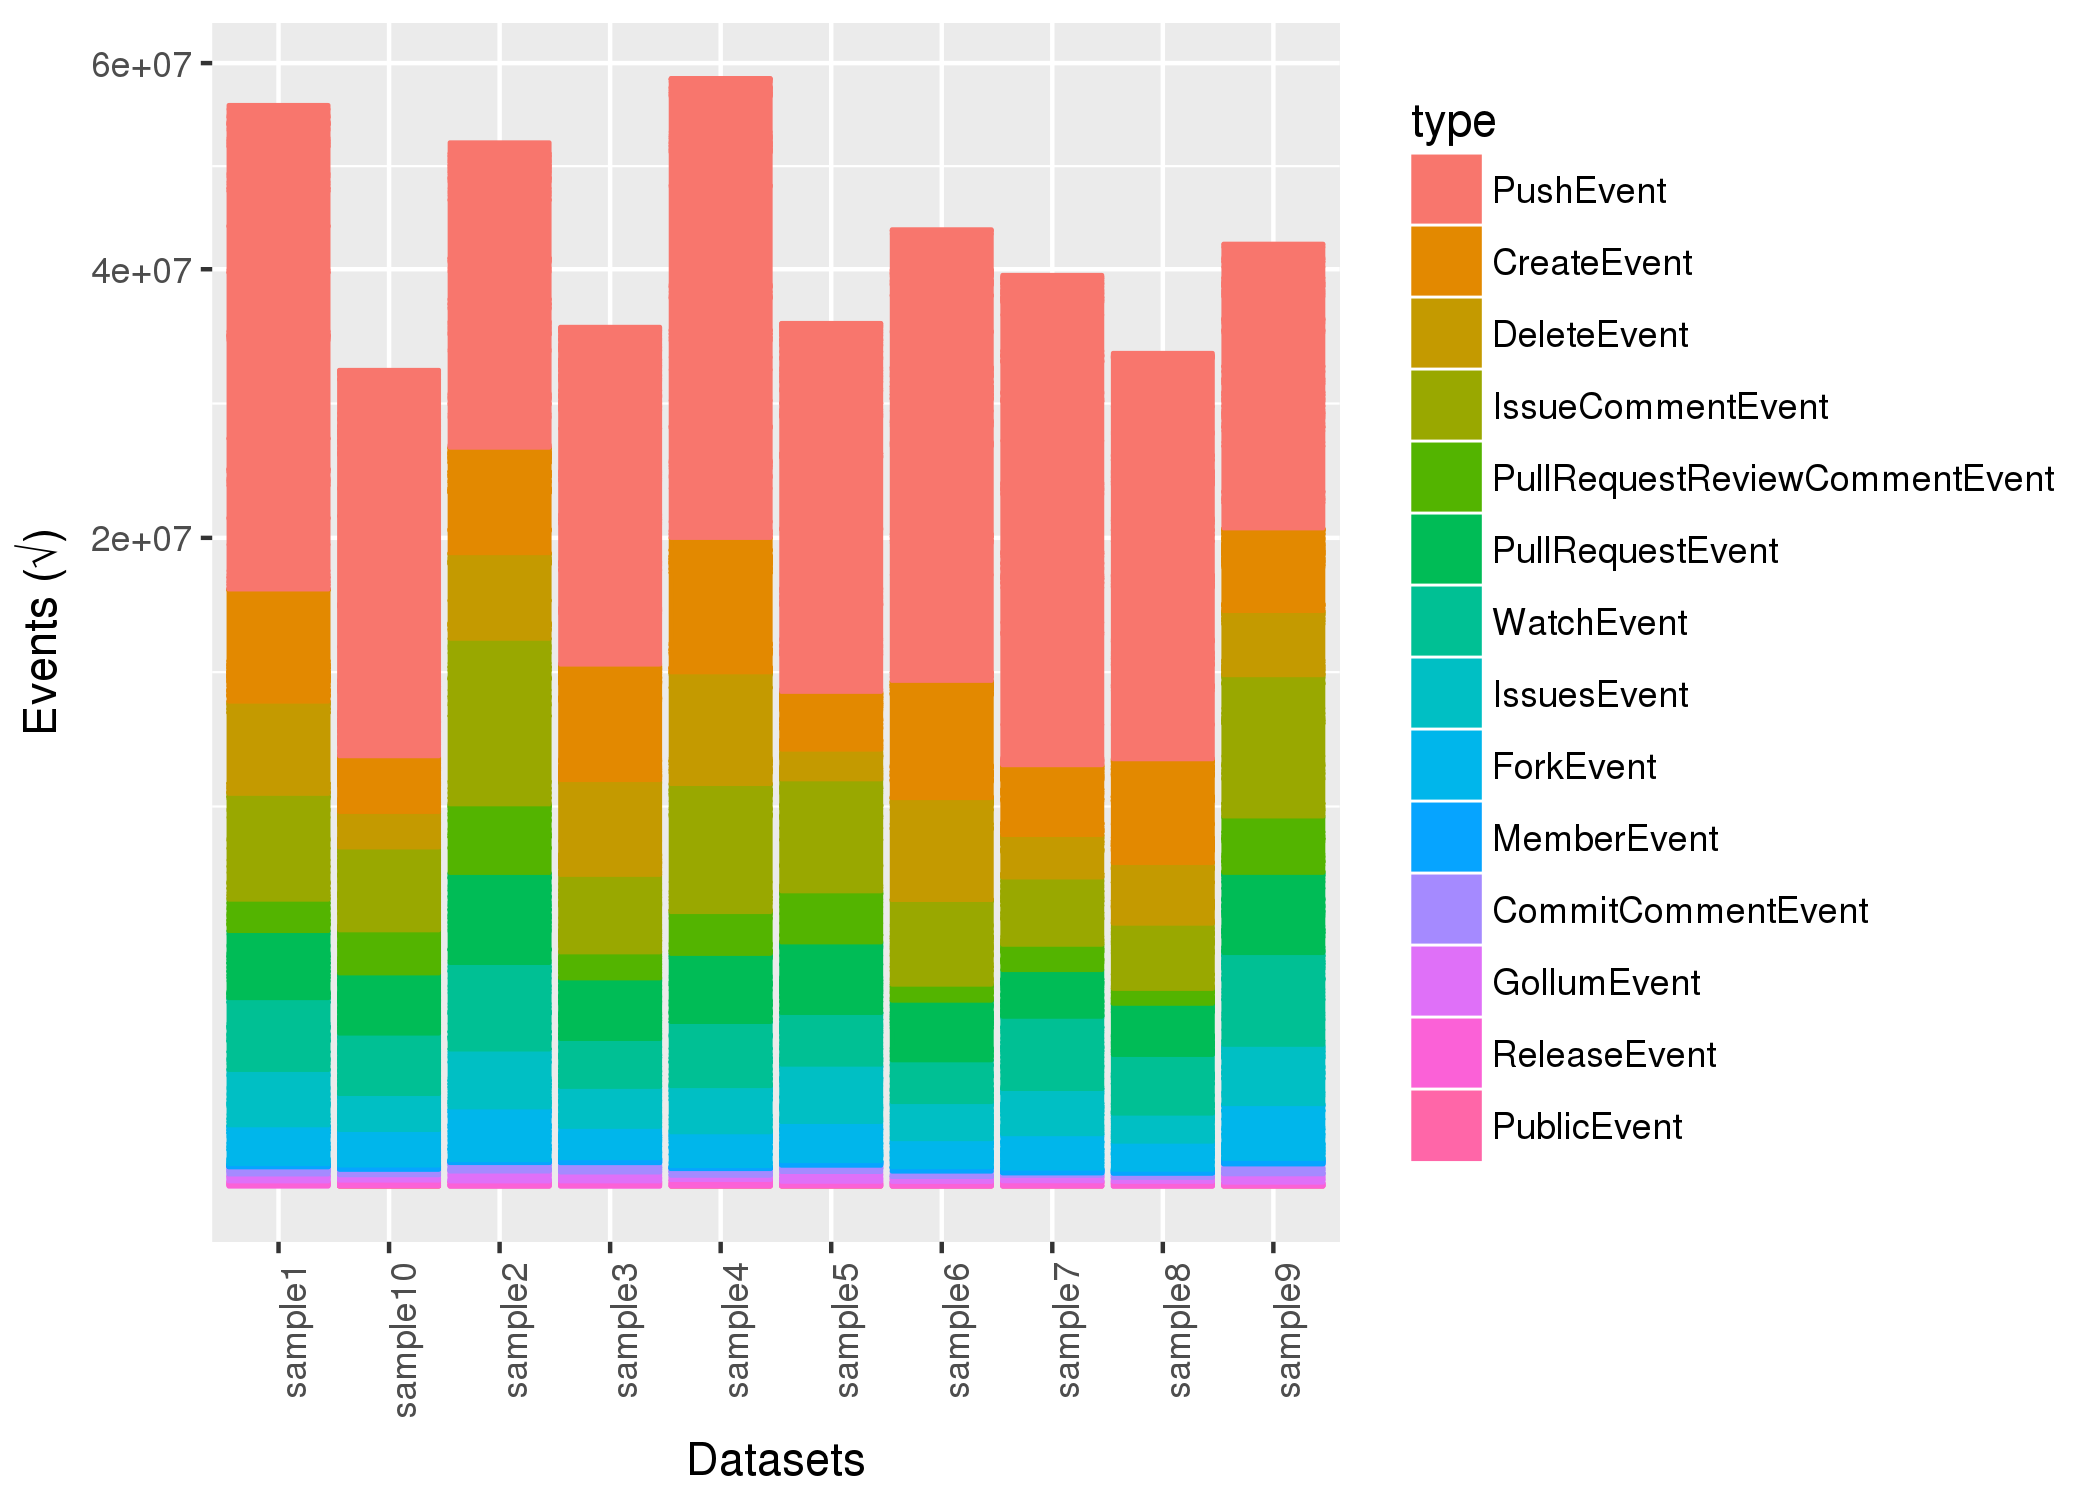 6e+07
4e+07
2e+07
Events (√)
sample1
sample10
sample2
sample3
sample4
sample5
sample6
sample7
sample8
sample9
Datasets
type
PushEvent
CreateEvent
DeleteEvent
IssueCommentEvent
PullRequestReviewCommentEvent
PullRequestEvent
WatchEvent
IssuesEvent
ForkEvent
MemberEvent
CommitCommentEvent
GollumEvent
ReleaseEvent
PublicEvent